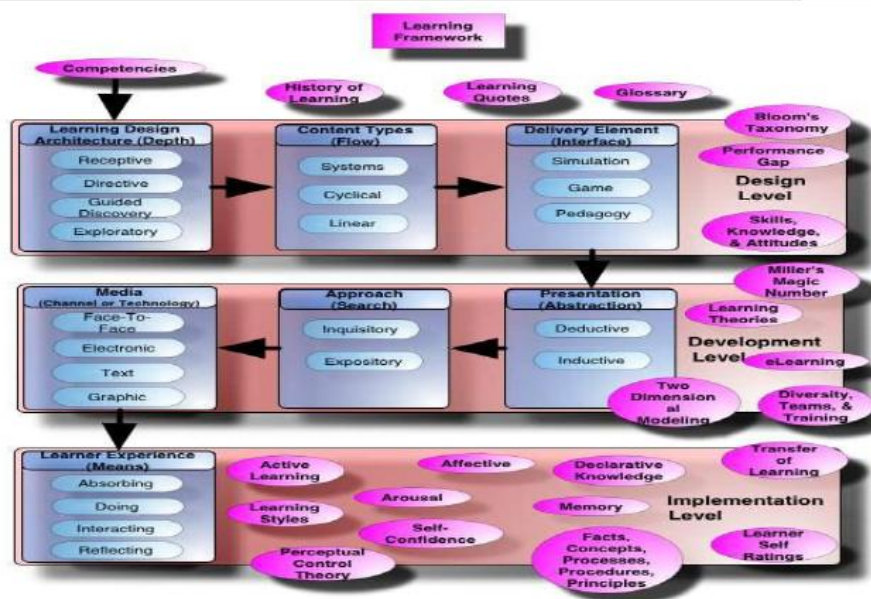 Learning
Framework
Competencies
History of
Learning
Learning
Quotes
Glossary
Learning Design
Architecture (Depth)
Receptive
Directive
Guided
Discovery
Exploratory
Content Types
(Flow)
Systems
Cyclical
Linear
Delivery Element
(Interface)
Simulation
Game
Pedagogy
Bloom's
Taxonomy
Performance
Gap
Design
Level
Skills,
Knowledge,
& Attitudes
Media
(Channel or Technology)
Face-To-
Face
Electronic
Text
Graphic
Approach
(Search)
Inquisitory
Expository
Presentation
(Abstraction)
Deductive
Inductive
Miller's
Magic
Number
Learning
Theories
Development
Level
eLearning
Two
Dimension
al
Modeling
Diversity,
Teams, &
Training
Learner Experience
(Means)
Absorbing
Doing
Interacting
Reflecting
Active
Learning
Affective
Declarative
Knowledge
Transfer
of
Learning
Learning
Styles
Arousal
Memory
Implementation
Level
Self-
Confidence
Perceptual
Control
Theory
Facts,
Concepts,
Processes,
Procedures,
Principles
Learner
Self
Ratings